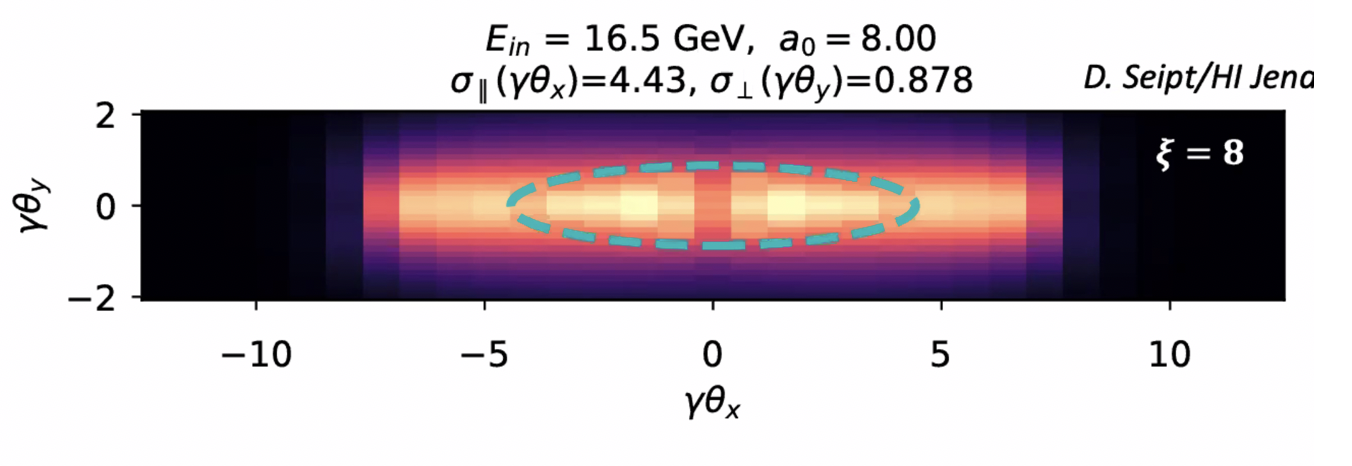 E_in = 16.5 GeV, a_0 = 8.00
σ_∥(γθ_x)=4.43, σ_⊥(γθ_y)=0.878
D. Seipt/HI Jena
ξ = 8
2
0
−2
γθ_y
−10 −5 0 5 10
γθ_x